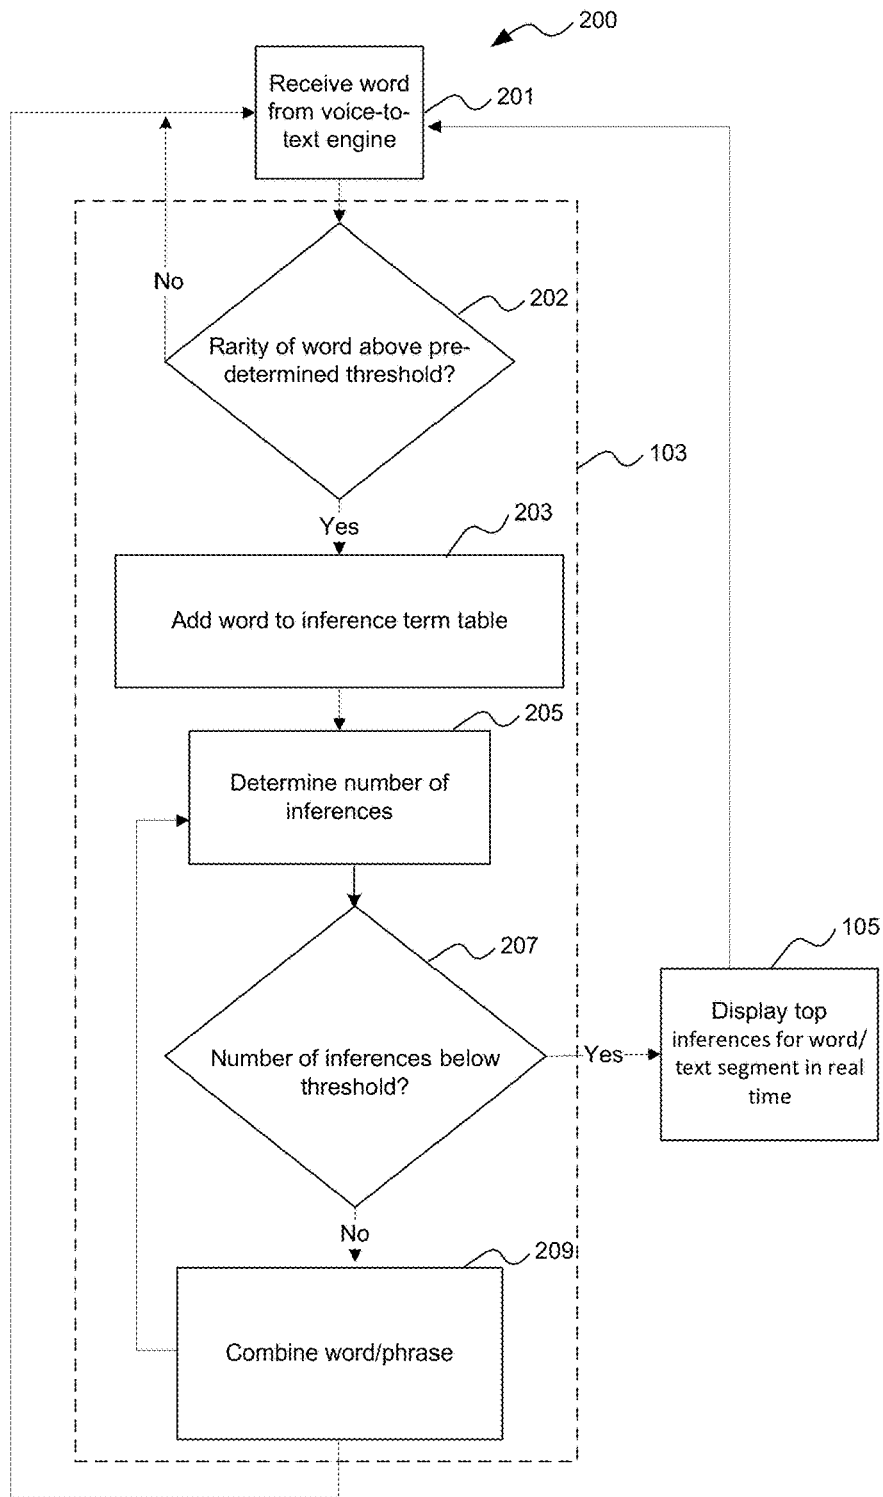 200
Receive word
from voice-to-
text engine
201
No
202
Rarity of word above pre-
determined threshold?
103
Yes
203
Add word to inference term table
205
Determine number of
inferences
207
105
Display top
inferences for word/
text segment in real
time
Number of inferences below
threshold?
Yes
No
209
Combine word/phrase